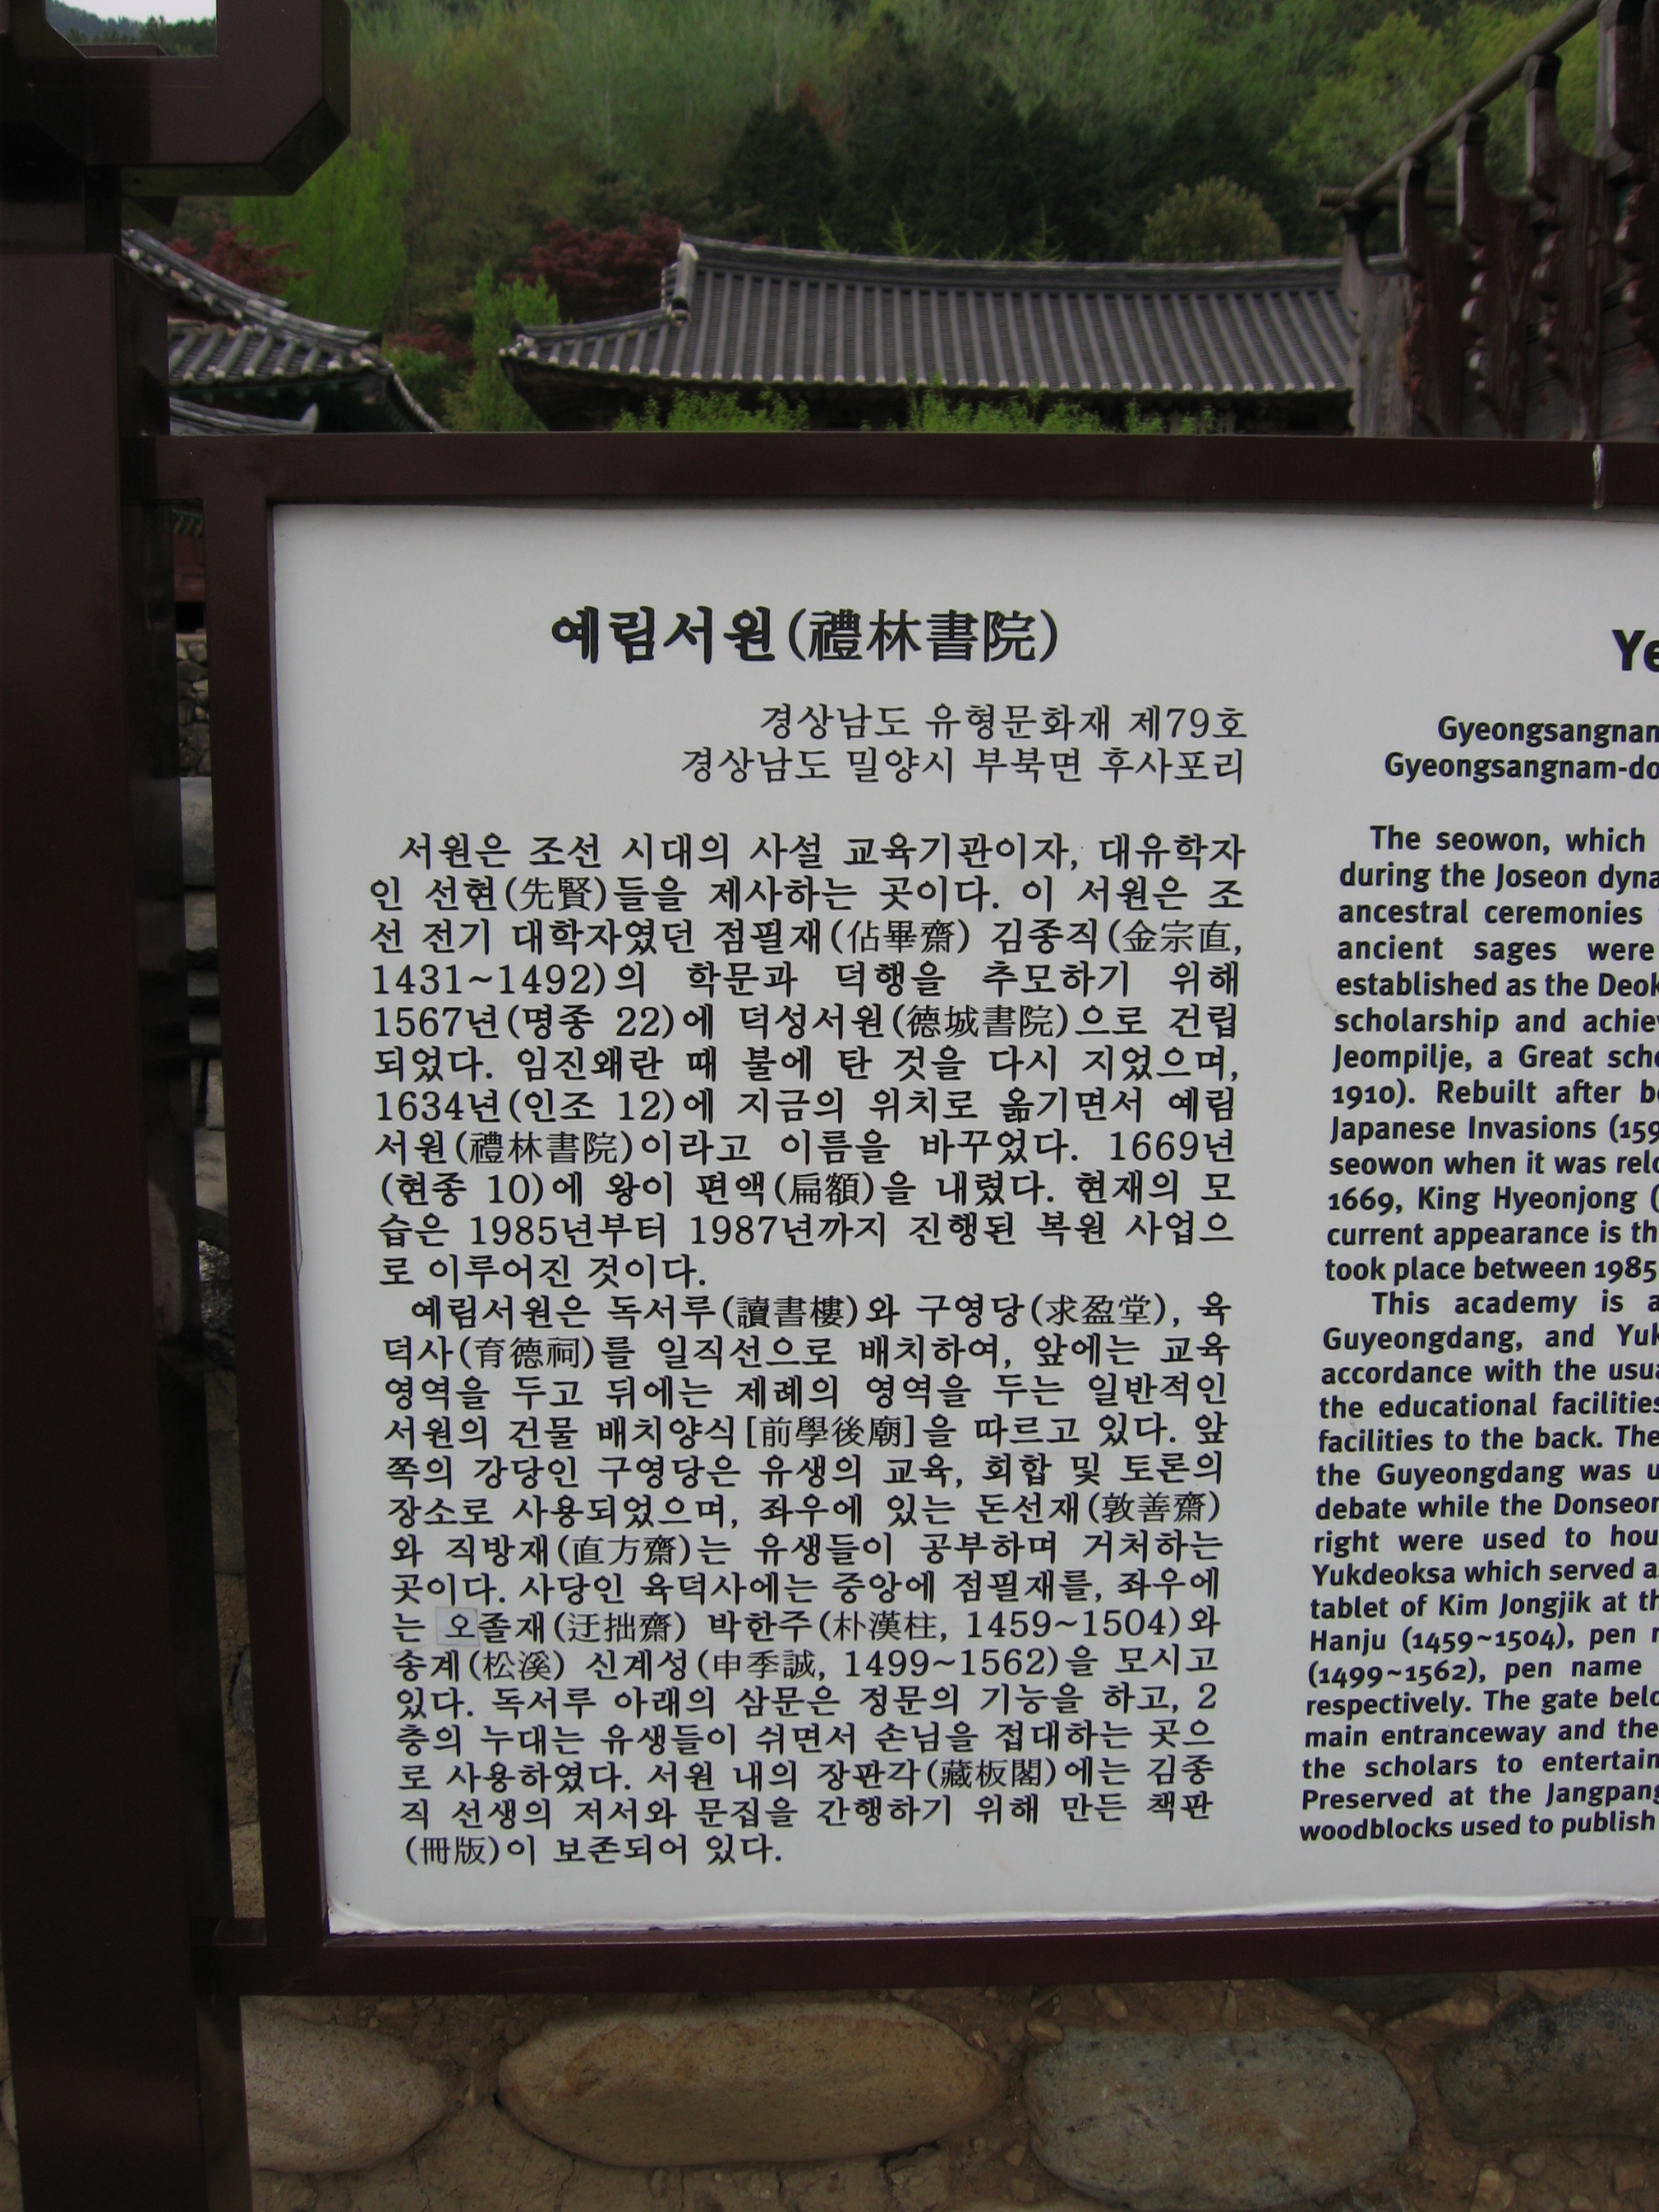 예림서원(禮林書院)
경상남도 유형문화재 제79호
경상남도 밀양시 부북면 후사포리
서원은 조선 시대의 사설 교육기관이자, 대유학자
인 선현(先賢)들을 제사하는 곳이다. 이 서원은 조
선 전기 대학자였던 점필재(佔畢齋) 김종직(金宗直,
1431~1492)의 학문과 덕행을 추모하기 위해
1567년(명종 22)에 덕성서원(德城書院)으로 건립
되었다. 임진왜란 때 불에 탄 것을 다시 지었으며,
1634년(인조 12)에 지금의 위치로 옮기면서 예림
서원(禮林書院)이라고 이름을 바꾸었다. 1669년
(현종 10)에 왕이 편액(扁額)을 내렸다. 현재의 모
습은 1985년부터 1987년까지 진행된 복원 사업으
로 이루어진 것이다.
예림서원은 독서루(讀書樓)와 구영당(求盈堂), 육
덕사(育德祠)를 일직선으로 배치하여, 앞에는 교육
영역을 두고 뒤에는 제례의 영역을 두는 일반적인
서원의 건물 배치양식[前學後廟]을 따르고 있다. 앞
쪽의 강당인 구영당은 유생의 교육, 회합 및 토론의
장소로 사용되었으며, 좌우에 있는 돈선재(敦善齋)
와 직방재(直方齋)는 유생들이 공부하며 거처하는
곳이다. 사당인 육덕사에는 중앙에 점필재를, 좌우에
는 오졸재(迂拙齋) 박한주(朴漢柱, 1459~1504)와
송계(松溪) 신계성(申季誠, 1499~1562)을 모시고
있다. 독서루 아래의 삼문은 정문의 기능을 하고, 2
층의 누대는 유생들이 쉬면서 손님을 접대하는 곳으
로 사용하였다. 서원 내의 장판각(藏板閣)에는 김종
직 선생의 저서와 문집을 간행하기 위해 만든 책판
(冊版)이 보존되어 있다.
Ye
Gyeongsangnam
Gyeongsangnam-do
The seowon, which
during the Joseon dyna
ancestral ceremonies
ancient sages were
established as the Deok
scholarship and achiev
Jeompilje, a Great scho
1910). Rebuilt after be
Japanese Invasions (159
seowon when it was relo
1669, King Hyeonjong (
current appearance is th
took place between 1985
This academy is a
Guyeongdang, and Yuk
accordance with the usua
the educational facilities
facilities to the back. The
the Guyeongdang was u
debate while the Donseon
right were used to hou
Yukdeoksa which served a
tablet of Kim Jongjik at th
Hanju (1459~1504), pen n
(1499~1562), pen name
respectively. The gate belo
main entranceway and the
the scholars to entertain
Preserved at the Jangpang
woodblocks used to publish